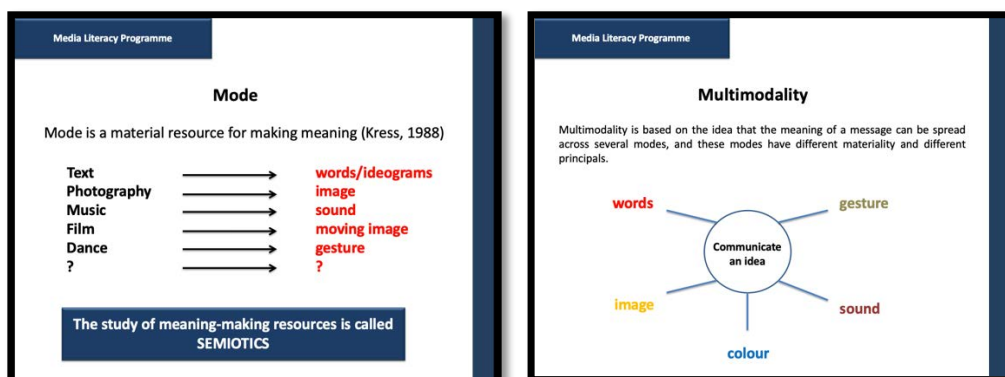 Media Literacy Programme
Mode
Mode is a material resource for making meaning (Kress, 1988)
Text words/ideograms
Photography image
Music sound
Film moving image
Dance gesture
? ?
The study of meaning-making resources is called
SEMIOTICS
Media Literacy Programme
Multimodality
Multimodality is based on the idea that the meaning of a message can be spread
across several modes, and these modes have different materiality and different
principals.
words
gesture
Communicate
an idea
image
sound
colour